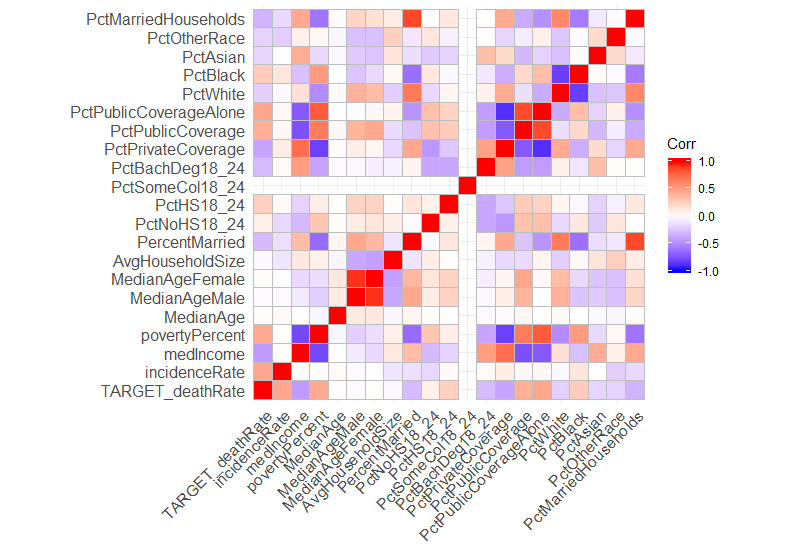 PctMarriedHouseholds
PctOtherRace
PctAsian
PctBlack
PctWhite
PctPublicCoverageAlone
PctPublicCoverage
PctPrivateCoverage
PctBachDeg18_24
PctSomeCol18_24
PctHS18_24
PctNoHS18_24
PercentMarried
AvgHouseholdSize
MedianAgeFemale
MedianAgeMale
MedianAge
povertyPercent
medIncome
incidenceRate
TARGET_deathRate
Corr
1.0
0.5
0.0
-0.5
-1.0
TARGET_deathRate
incidenceRate
medIncome
povertyPercent
MedianAge
MedianAgeMale
MedianAgeFemale
AvgHouseholdSize
PercentMarried
PctNoHS18_24
PctHS18_24
PctSomeCol18_24
PctBachDeg18_24
PctPrivateCoverage
PctPublicCoverage
PctPublicCoverageAlone
PctWhite
PctBlack
PctAsian
PctOtherRace
PctMarriedHouseholds